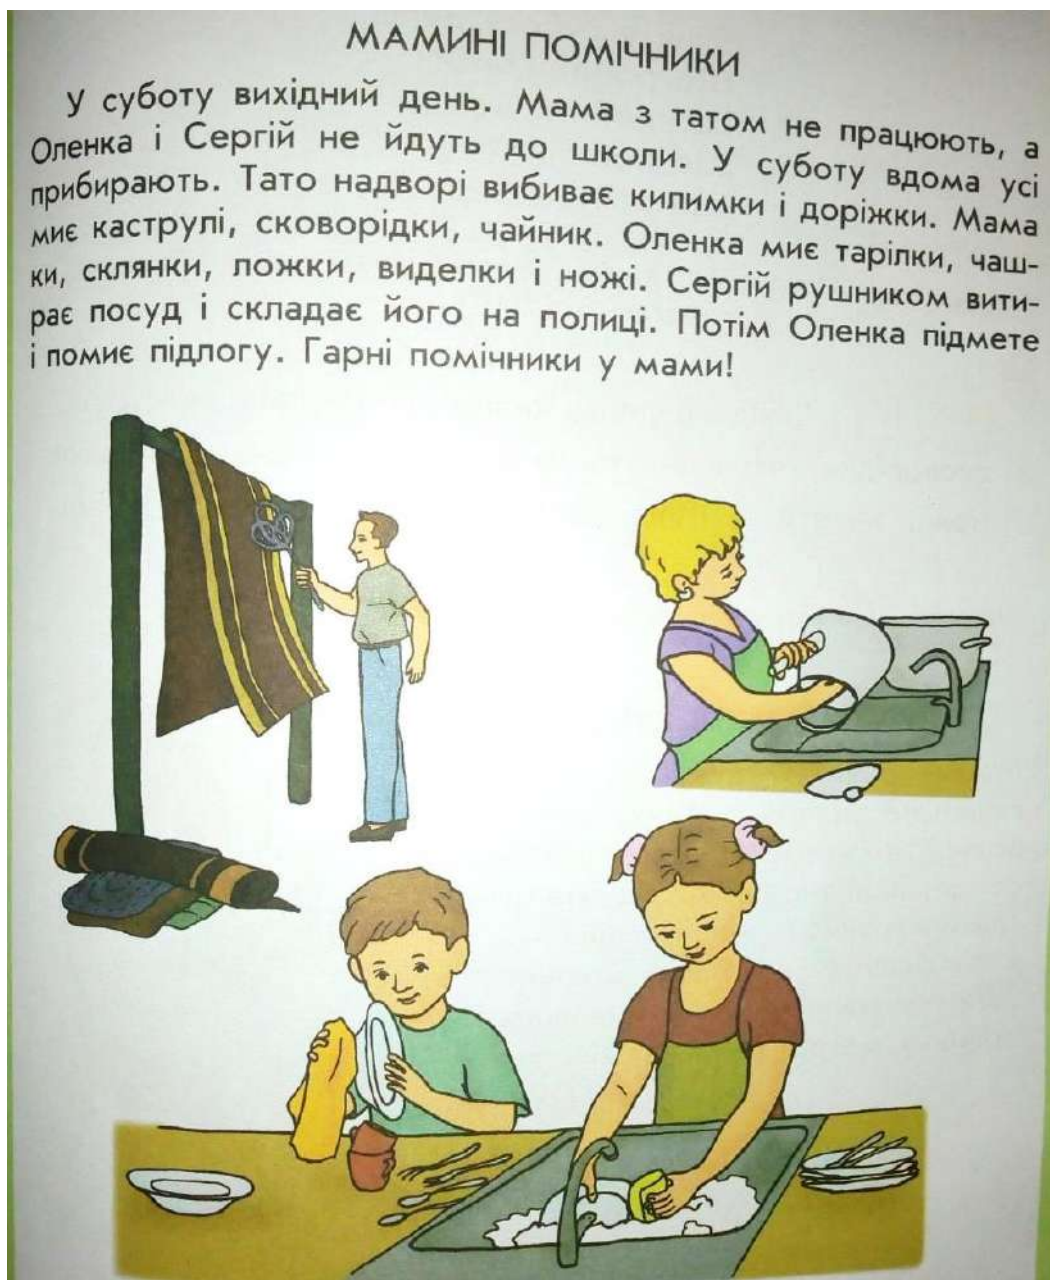 МАМИНІ ПОМІЧНИКИ
У суботу вихідний день. Мама з татом не працюють, а
Оленка і Сергій не йдуть до школи. У суботу вдома усі
прибирають. Тато надворі вибиває килимки і доріжки. Мама
миє каструлі, сковорідки, чайник. Оленка миє тарілки, чаш-
ки, склянки, ложки, виделки і ножі. Сергій рушником вити-
рає посуд і складає його на полиці. Потім Оленка підмете
і помиє підлогу. Гарні помічники у мами!